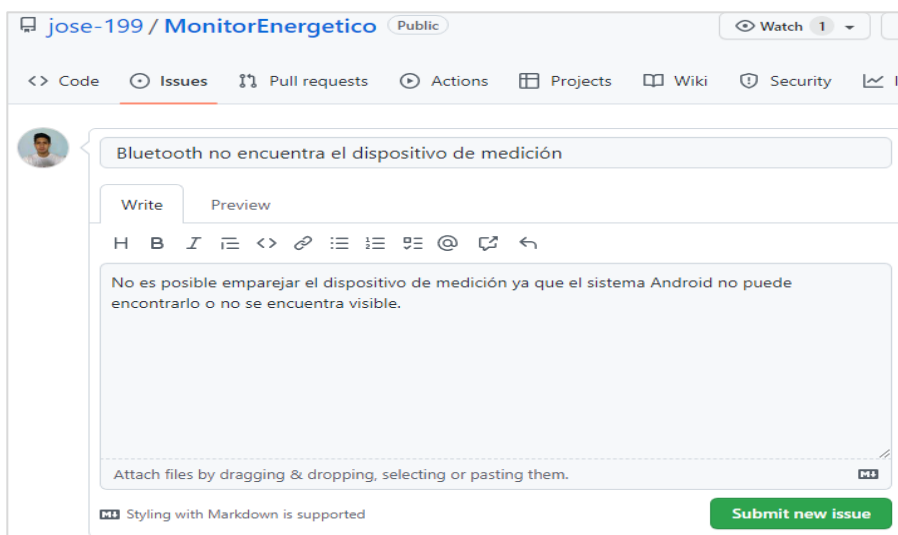 jose-199 / MonitorEnergetico Public Watch 1
<> Code Issues Pull requests Actions Projects Wiki Security
Bluetooth no encuentra el dispositivo de medición
Write Preview
H B I <> @
No es posible emparejar el dispositivo de medición ya que el sistema Android no puede
encontrarlo o no se encuentra visible.
Attach files by dragging & dropping, selecting or pasting them.
Styling with Markdown is supported Submit new issue